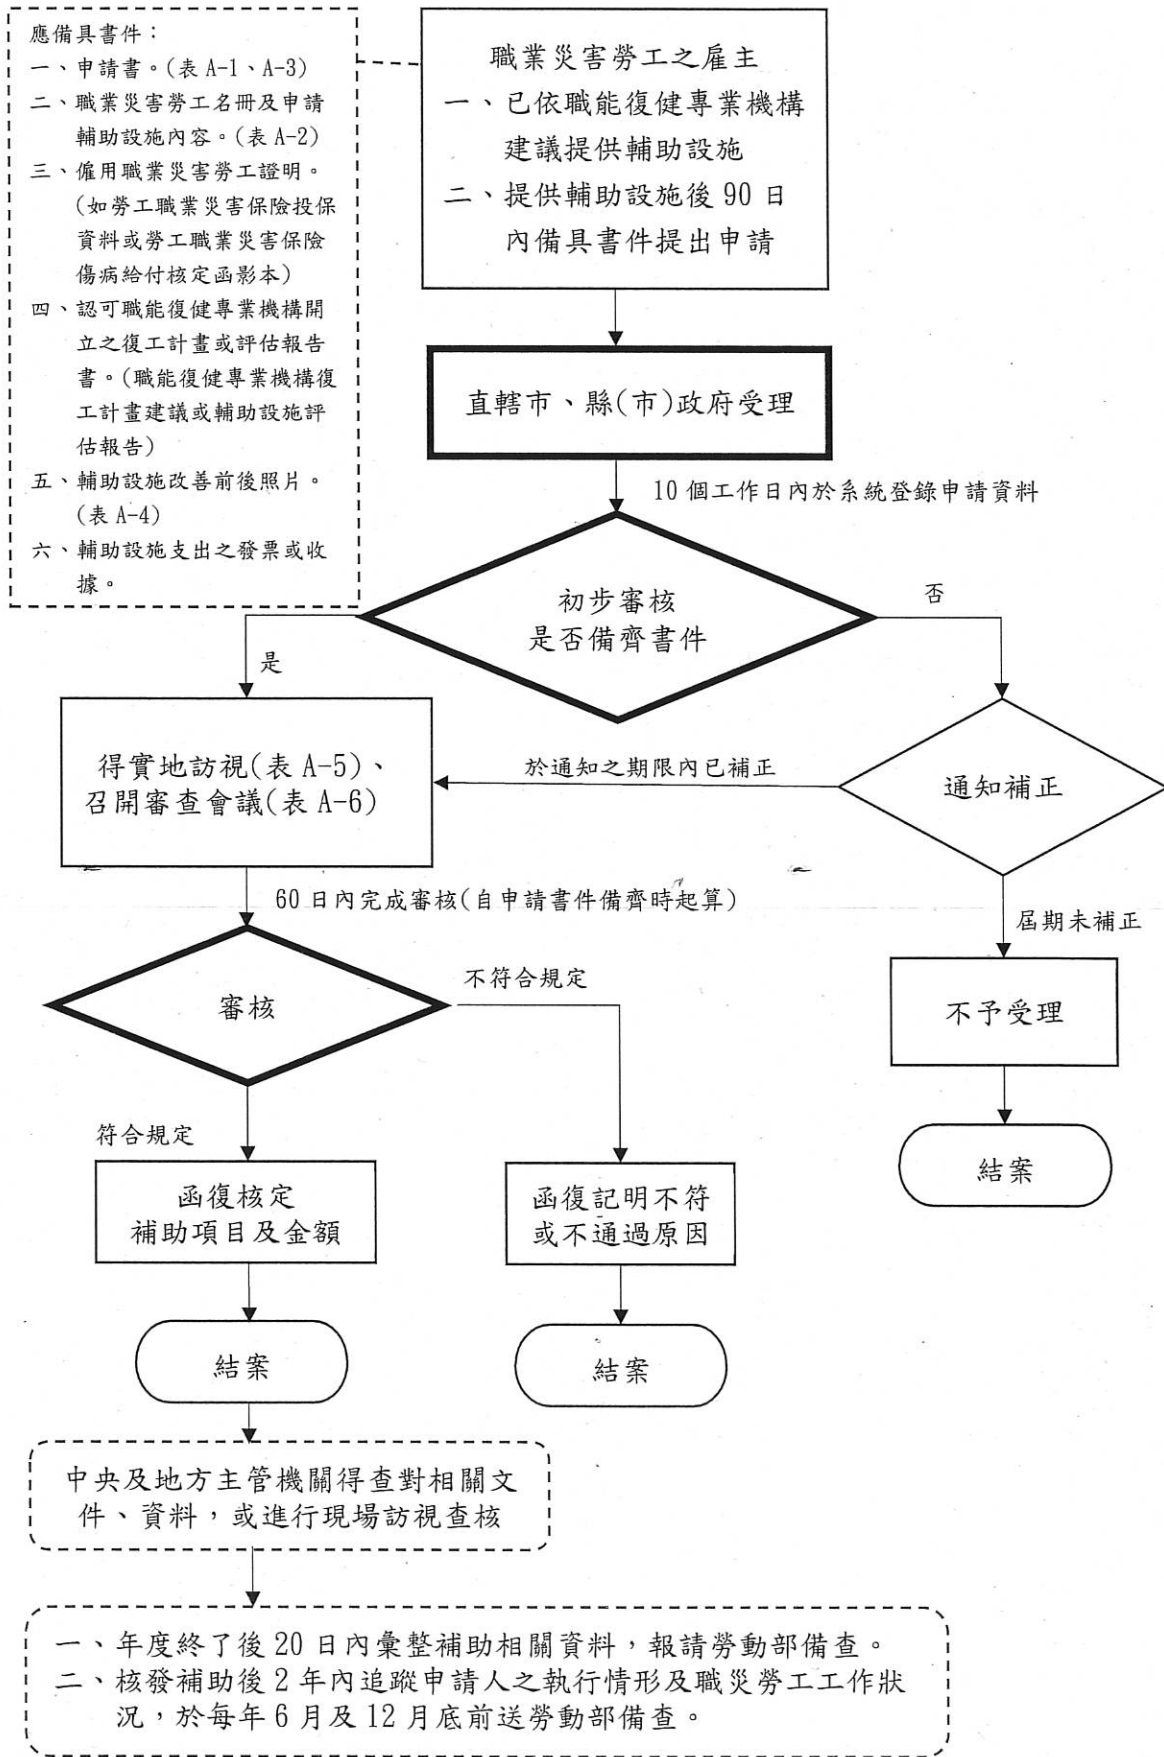 應備具書件：
一、申請書。(表 A-1、A-3)
二、職業災害勞工名冊及申請
輔助設施內容。(表 A-2)
三、僱用職業災害勞工證明。
(如勞工職業災害保險投保
資料或勞工職業災害保險
傷病給付核定函影本)
四、認可職能復健專業機構開
立之復工計畫或評估報告
書。(職能復健專業機構復
工計畫建議或輔助設施評
估報告)
五、輔助設施改善前後照片。
(表 A-4)
六、輔助設施支出之發票或收
據。
職業災害勞工之雇主
一、已依職能復健專業機構
建議提供輔助設施
二、提供輔助設施後 90 日
內備具書件提出申請
直轄市、縣(市)政府受理
10 個工作日內於系統登錄申請資料
初步審核
是否備齊書件
否
是
得實地訪視(表 A-5)、
召開審查會議(表 A-6)
於通知之期限內已補正
通知補正
60 日內完成審核(自申請書件備齊時起算)
屆期未補正
審核
不符合規定
不予受理
符合規定
結案
函復核定
補助項目及金額
函復記明不符
或不通過原因
結案
結案
中央及地方主管機關得查對相關文
件、資料，或進行現場訪視查核
一、年度終了後 20 日內彙整補助相關資料，報請勞動部備查。
二、核發補助後 2 年內追蹤申請人之執行情形及職災勞工工作狀
況，於每年 6 月及 12 月底前送勞動部備查。